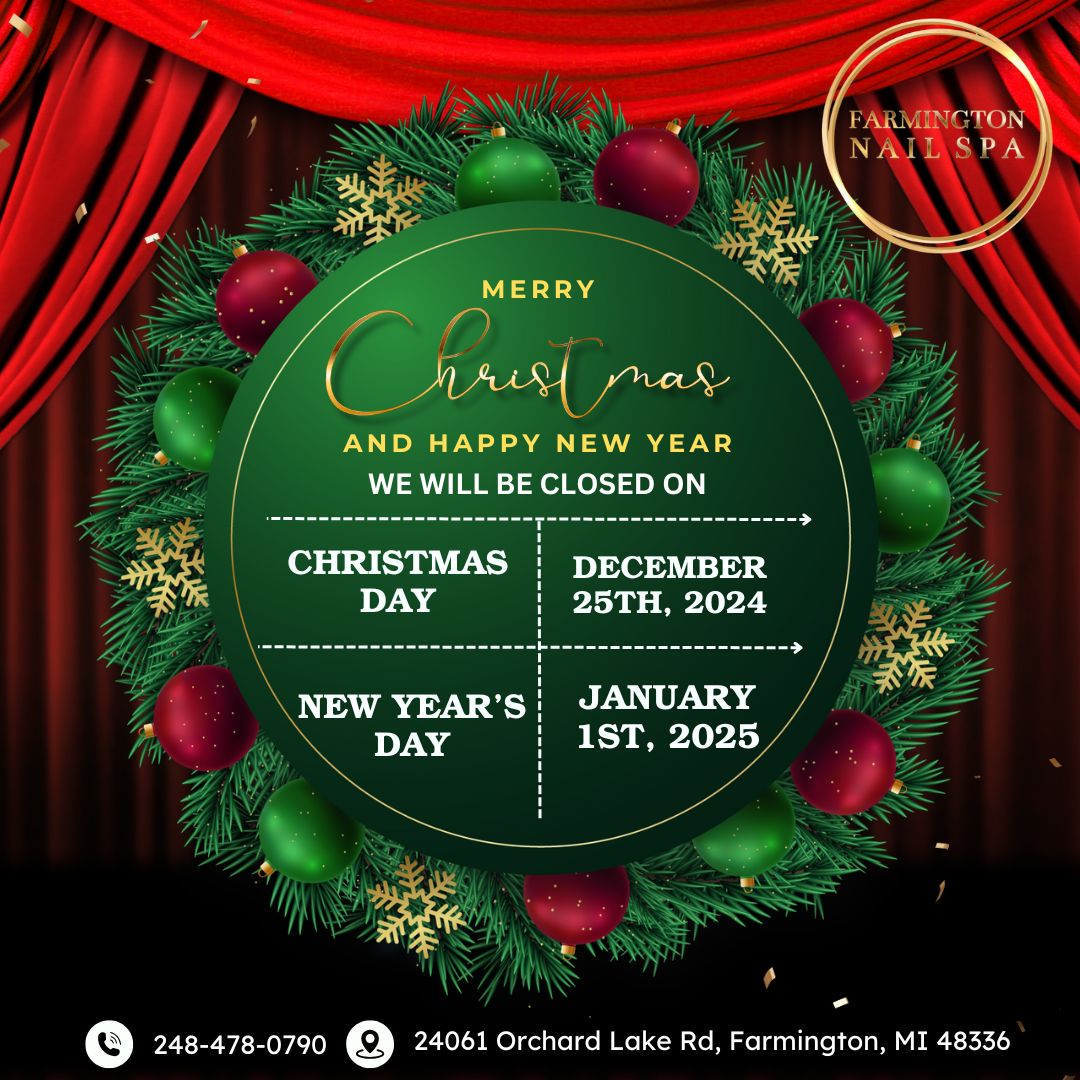 FARMINGTON
NAIL SPA
MERRY
Christmas
AND HAPPY NEW YEAR
WE WILL BE CLOSED ON
CHRISTMAS
DAY
DECEMBER
25TH, 2024
NEW YEAR’S
DAY
JANUARY
1ST, 2025
248-478-0790
24061 Orchard Lake Rd, Farmington, MI 48336